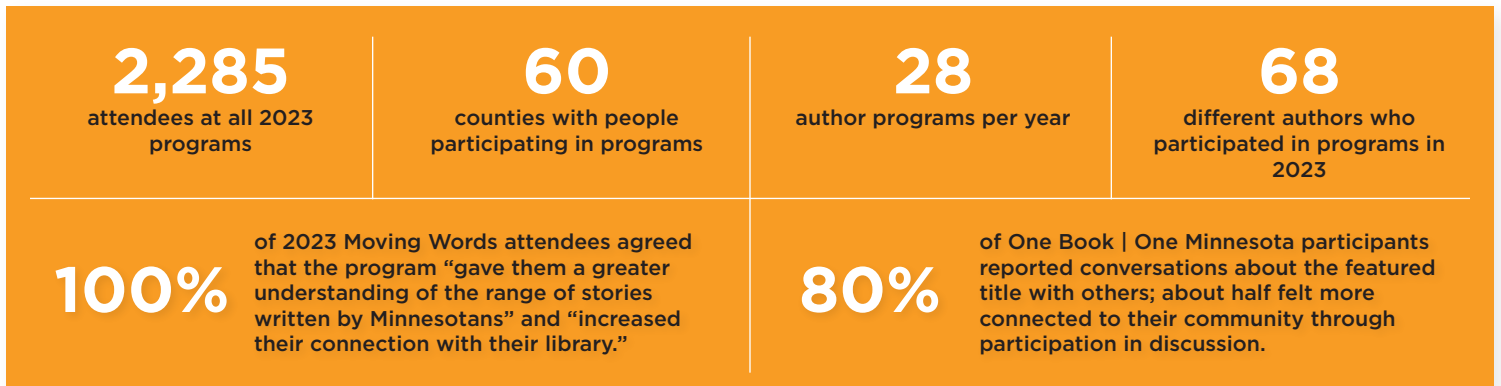 2,285
attendees at all 2023
programs
60
counties with people
participating in programs
28
author programs per year
68
different authors who
participated in programs in
2023
100%
of 2023 Moving Words attendees agreed
that the program “gave them a greater
understanding of the range of stories
written by Minnesotans” and “increased
their connection with their library.”
80%
of One Book | One Minnesota participants
reported conversations about the featured
title with others; about half felt more
connected to their community through
participation in discussion.